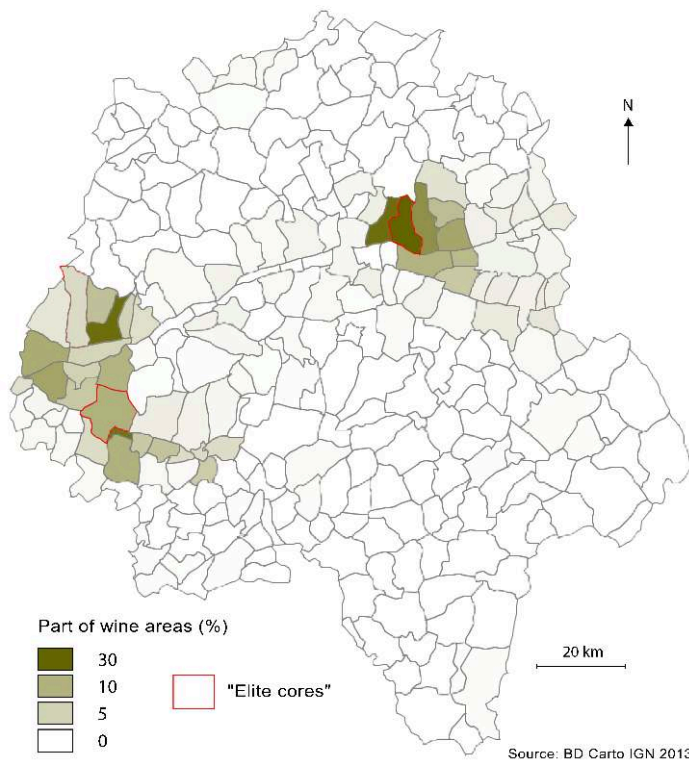 N
Part of wine areas (%)
30
10
5
0
"Elite cores"
20 km
Source: BD Carto IGN 2013